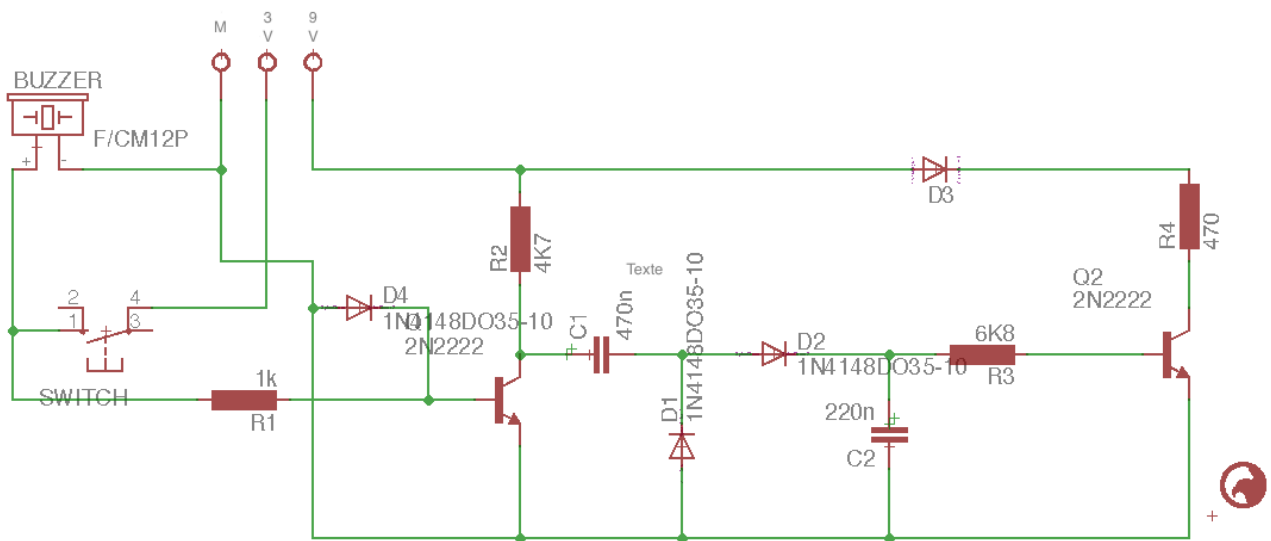 M
3
V
9
V
BUZZER
F/CM12P
+
-
2
4
1
3
SWITCH
1k
R1
D4
1N4148DO35-10
2N2222
R2
4K7
Texte
C1
470n
D1
1N4148DO35-10
D2
1N4148DO35-10
220n
C2
D3
6K8
R3
R4
470
Q2
2N2222